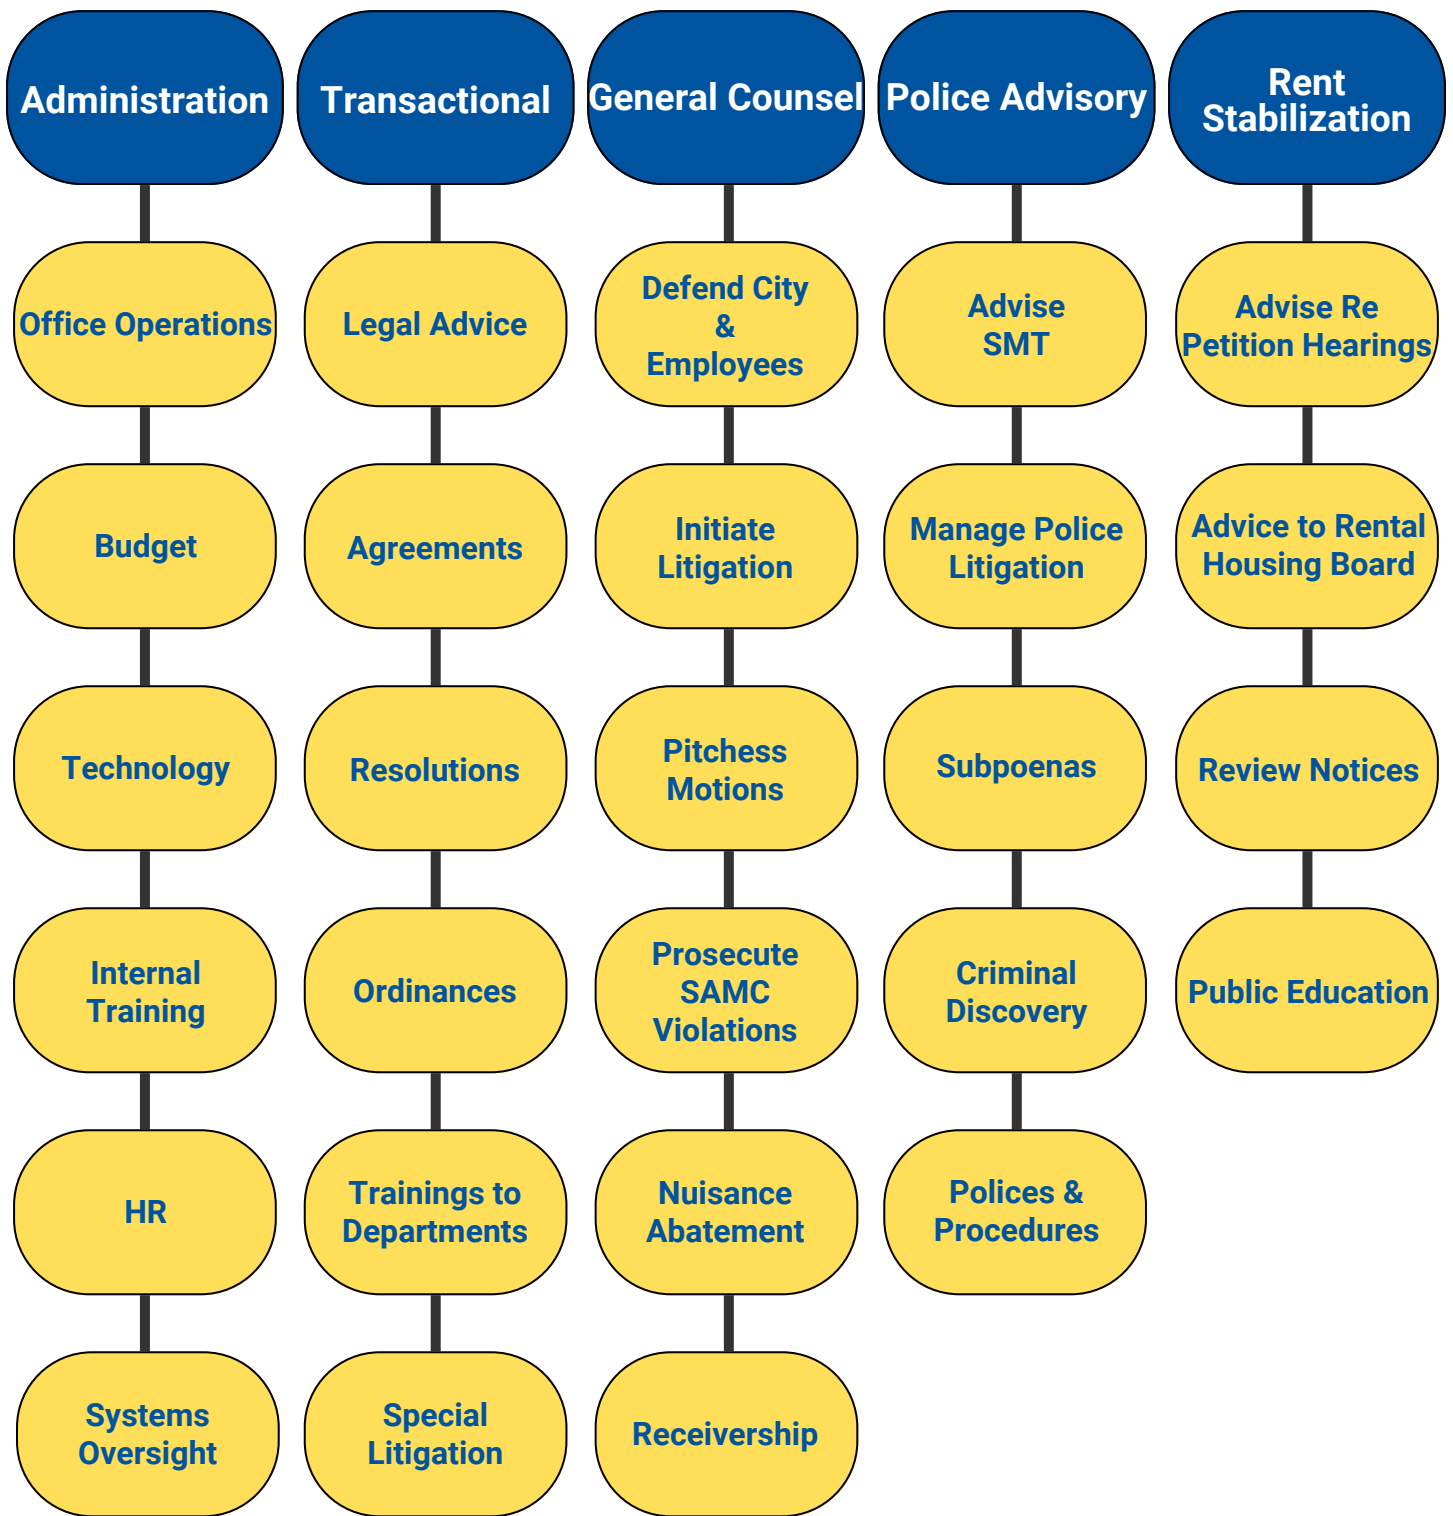 Administration
Office Operations
Budget
Technology
Internal
Training
HR
Systems
Oversight
Transactional
Legal Advice
Agreements
Resolutions
Ordinances
Trainings to
Departments
Special
Litigation
General Counsel
Defend City
&
Employees
Initiate
Litigation
Pitchess
Motions
Prosecute
SAMC
Violations
Nuisance
Abatement
Receivership
Police Advisory
Advise
SMT
Manage Police
Litigation
Subpoenas
Criminal
Discovery
Polices &
Procedures
Rent
Stabilization
Advise Re
Petition Hearings
Advice to Rental
Housing Board
Review Notices
Public Education